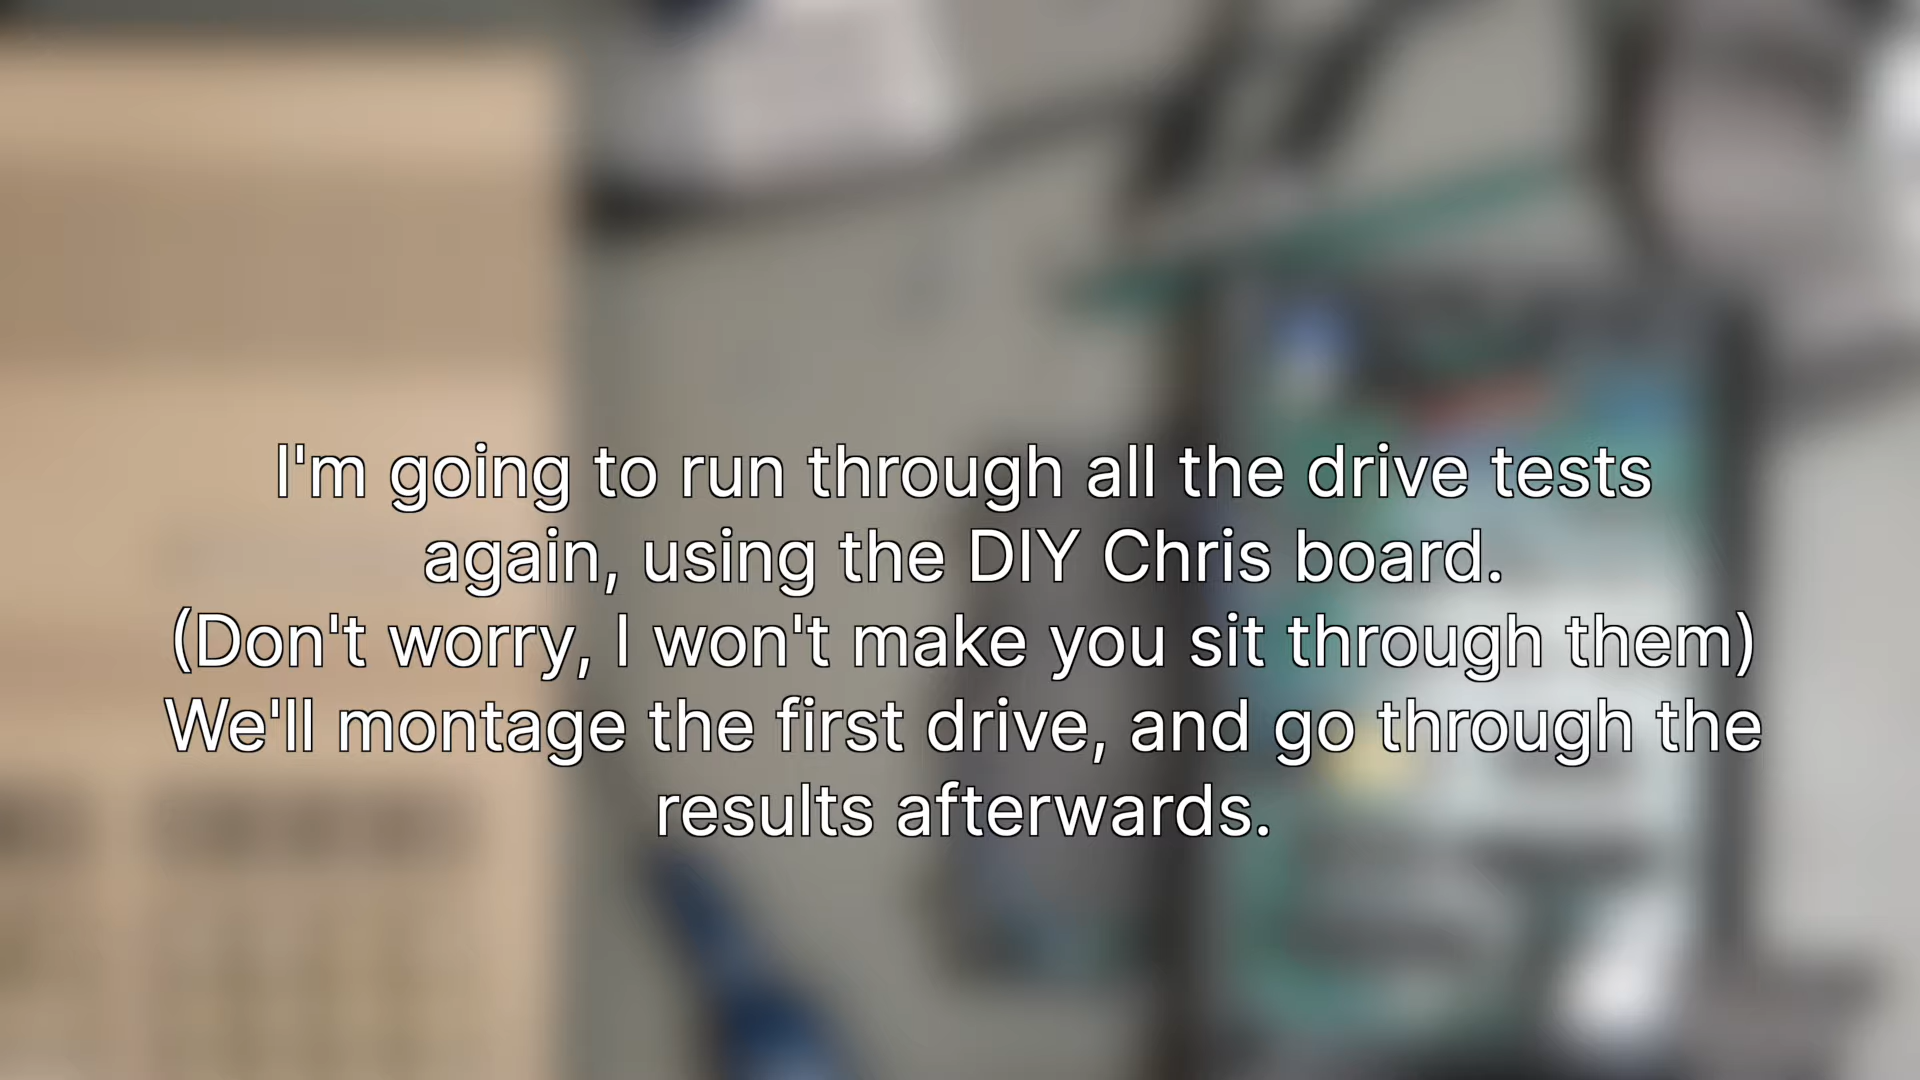 I'm going to run through all the drive tests
again, using the DIY Chris board.
(Don't worry, I won't make you sit through them)
We'll montage the first drive, and go through the
results afterwards.